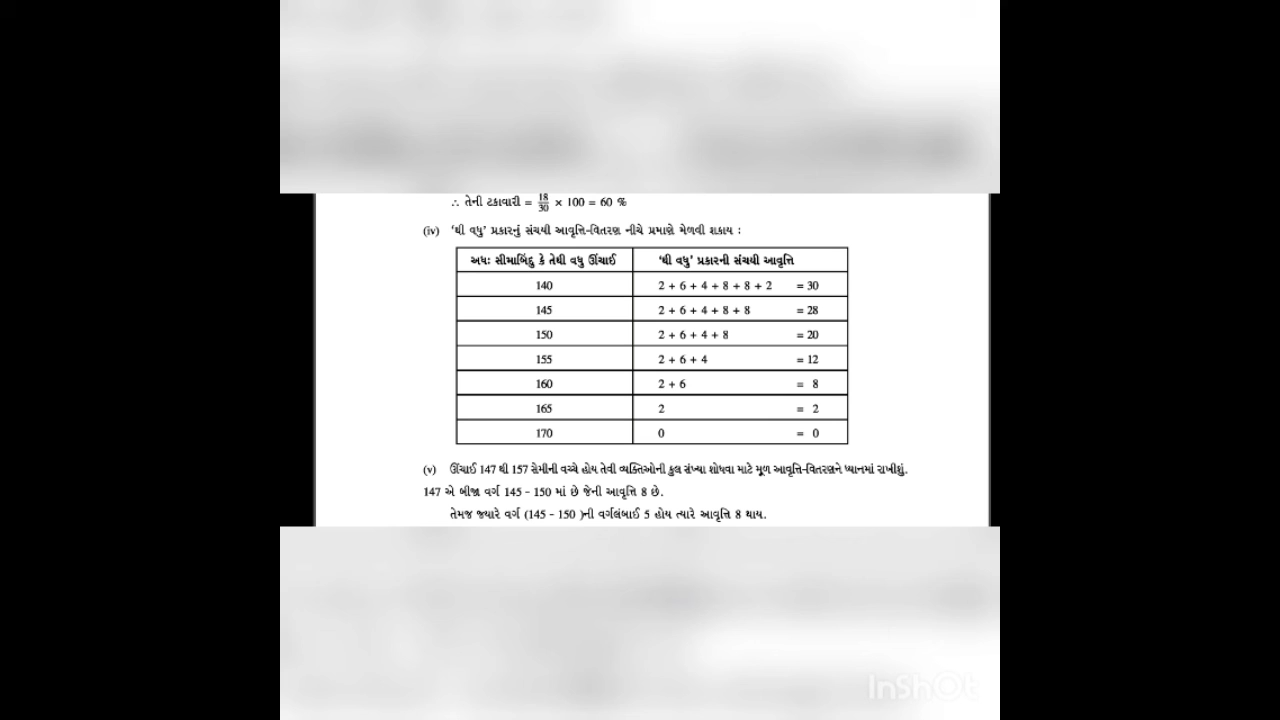 ∴ તેની ટકાવારી = 18/30 × 100 = 60 %
(iv) ‘થી વધુ’ પ્રકારનું સંચયી આવૃત્તિ-વિતરણ નીચે પ્રમાણે મેળવી શકાય :
અધઃ સીમાબિંદુ કે તેથી વધુ ઊંચાઈ ‘થી વધુ’ પ્રકારની સંચયી આવૃત્તિ
140 2 + 6 + 4 + 8 + 8 + 2 = 30
145 2 + 6 + 4 + 8 + 8 = 28
150 2 + 6 + 4 + 8 = 20
155 2 + 6 + 4 = 12
160 2 + 6 = 8
165 2 = 2
170 0 = 0
(v) ઊંચાઈ 147 થી 157 સેમીની વચ્ચે હોય તેવી વ્યક્તિઓની કુલ સંખ્યા શોધવા માટે મૂળ આવૃત્તિ-વિતરણને ધ્યાનમાં રાખીશું.
147 એ બીજા વર્ગ 145 - 150 માં છે જેની આવૃત્તિ 8 છે.
તેમજ જ્યારે વર્ગ (145 - 150 )ની વર્ગલંબાઈ 5 હોય ત્યારે આવૃત્તિ 8 થાય.
InShOt